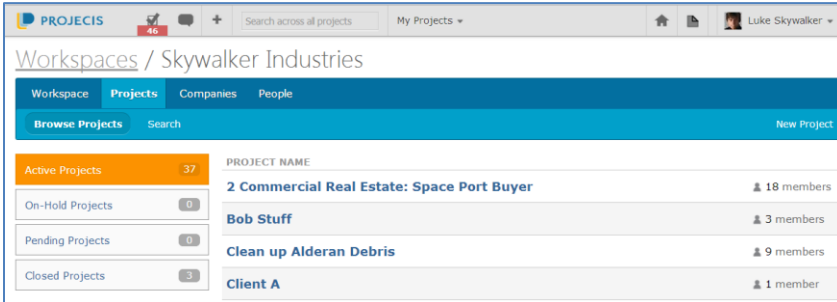 PROJECIS
46
Search across all projects
My Projects
Luke Skywalker
Workspaces / Skywalker Industries
Workspace Projects Companies People
Browse Projects Search New Project
Active Projects 37
On-Hold Projects 0
Pending Projects 0
Closed Projects 3
PROJECT NAME
2 Commercial Real Estate: Space Port Buyer 18 members
Bob Stuff 3 members
Clean up Alderan Debris 9 members
Client A 1 member